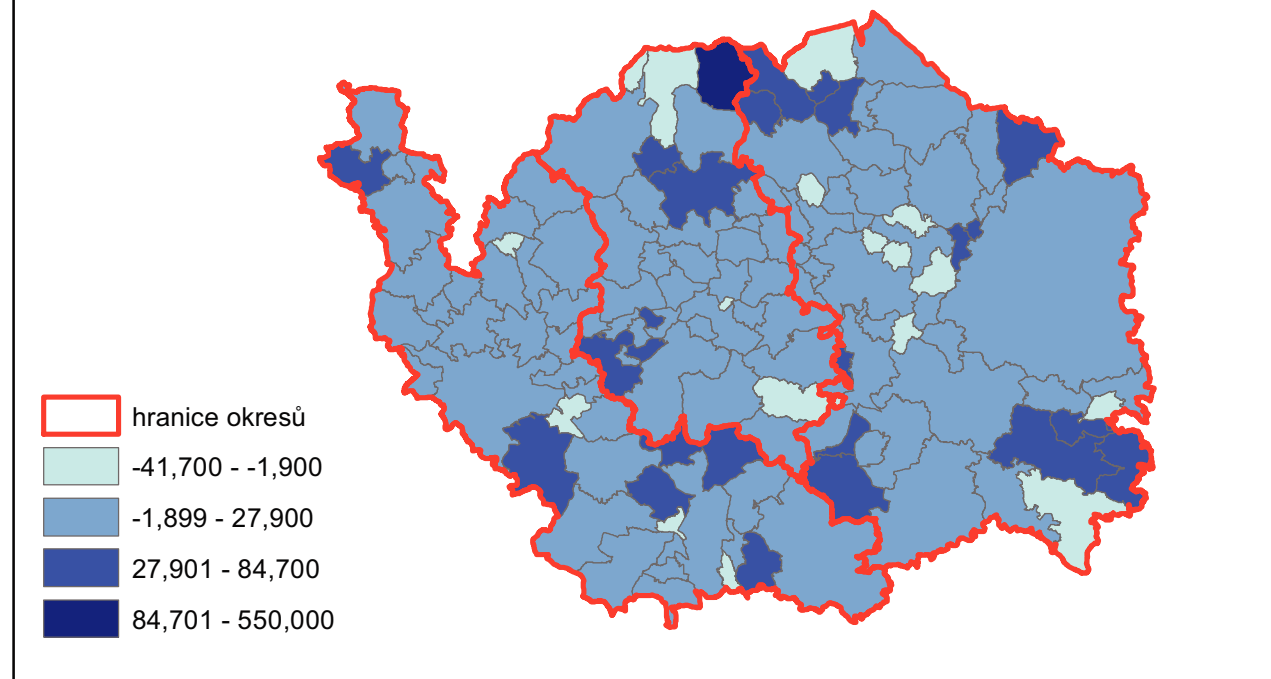 hranice okresů
-41,700 - -1,900
-1,899 - 27,900
27,901 - 84,700
84,701 - 550,000